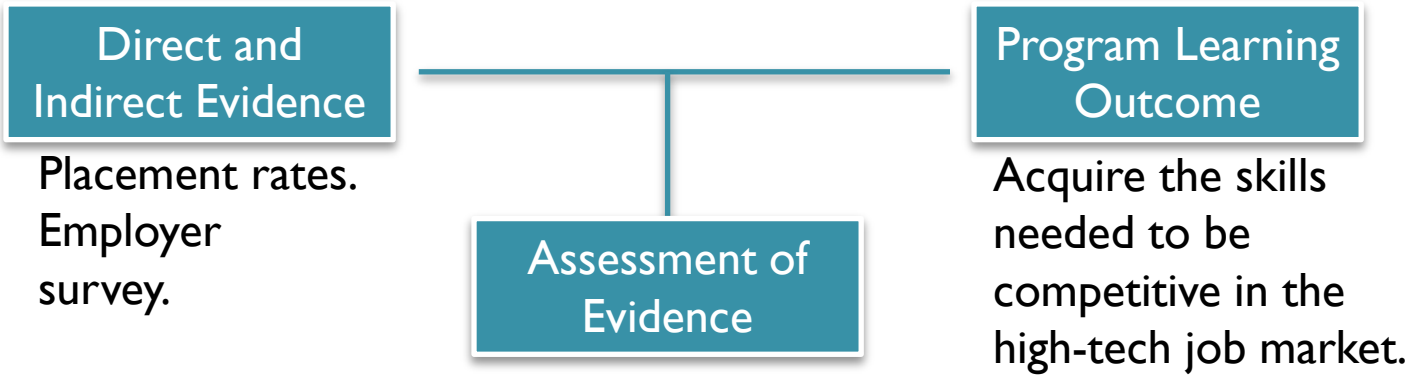 Direct and
Indirect Evidence
Placement rates.
Employer
survey.
Assessment of
Evidence
Program Learning
Outcome
Acquire the skills
needed to be
competitive in the
high-tech job market.